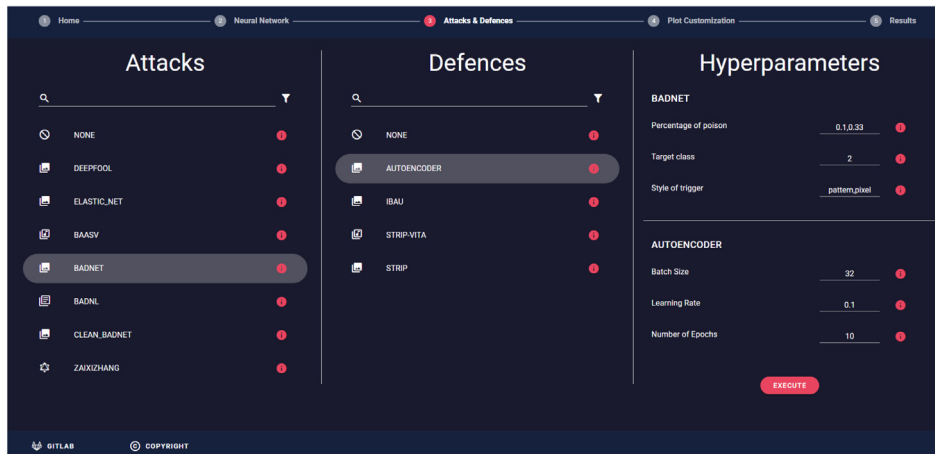 1 Home 2 Neural Network 3 Attacks & Defences 4 Plot Customization 5 Results
Attacks
NONE
DEEPFOOL
ELASTIC_NET
BAASV
BADNET
BADNL
CLEAN_BADNET
ZAIXIZHANG
Defences
NONE
AUTOENCODER
IBAU
STRIP-VITA
STRIP
Hyperparameters
BADNET
Percentage of poison 0.1,0.33
Target class 2
Style of trigger pattern,pixel
AUTOENCODER
Batch Size 32
Learning Rate 0.1
Number of Epochs 10
EXECUTE
GITLAB © COPYRIGHT